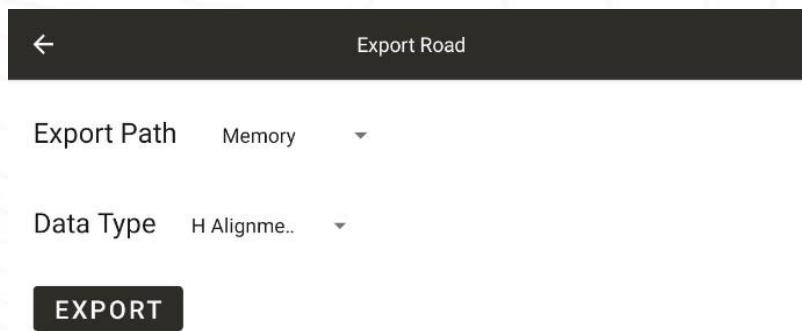 Export Road
Export Path Memory
Data Type H Alignme..
EXPORT